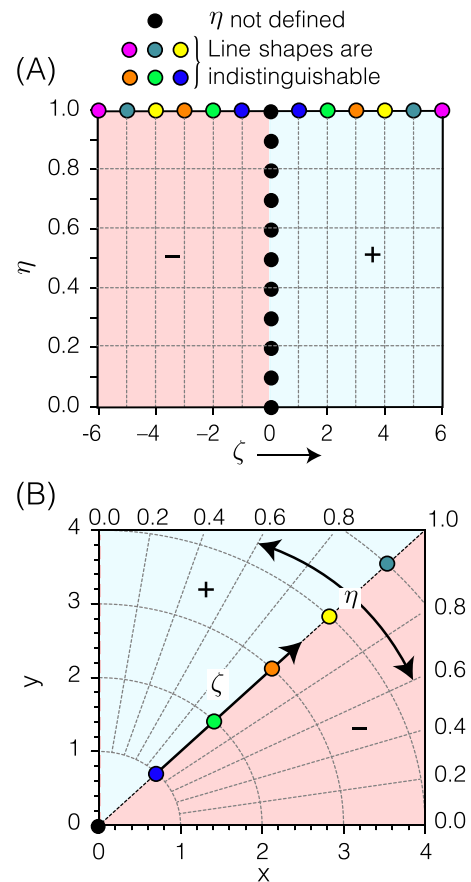 η not defined
Line shapes are
indistinguishable
(A)
1.0
0.8
0.6
0.4
0.2
0.0
η
− +
-6 −4 −2 0 2 4 6
ζ
(B)
0.0 0.2 0.4 0.6 0.8 1.0
4
3
2
1
0
y
+
η
ζ
−
0.8
0.6
0.4
0.2
0.0
0 1 2 3 4
x